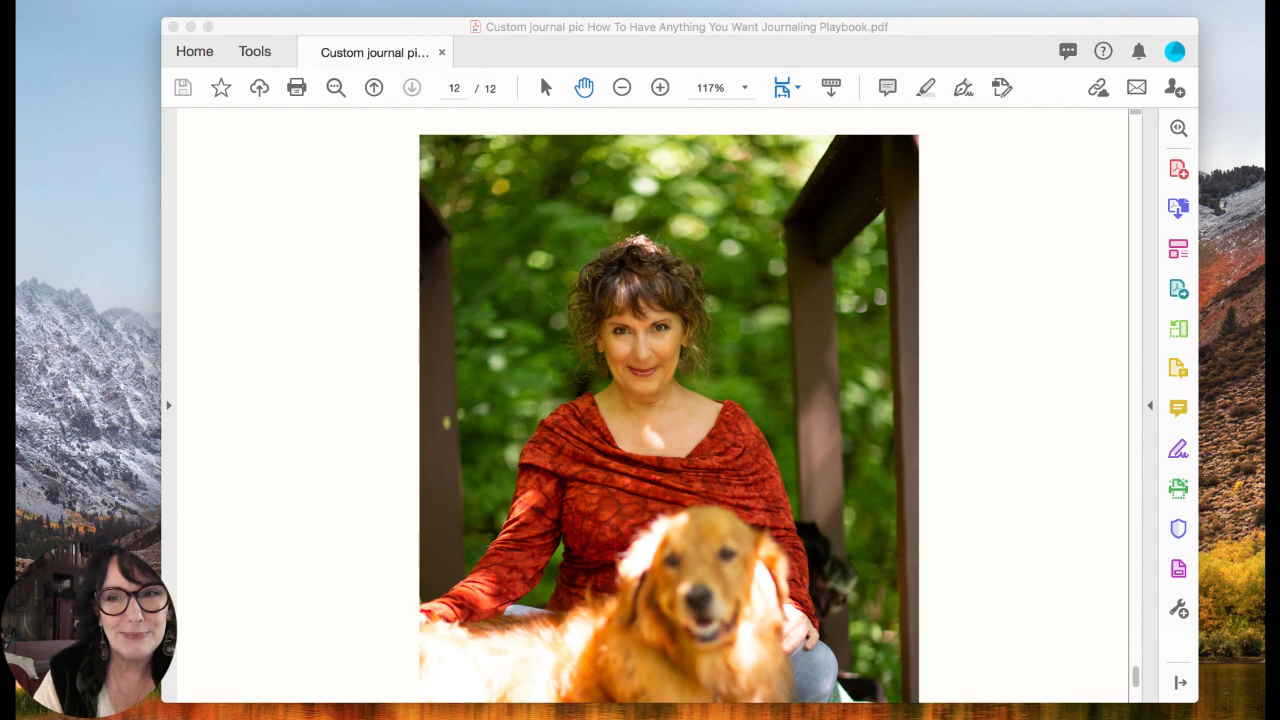 Custom journal pic How To Have Anything You Want Journaling Playbook.pdf
Home Tools Custom journal pi... ×
12 / 12 117%